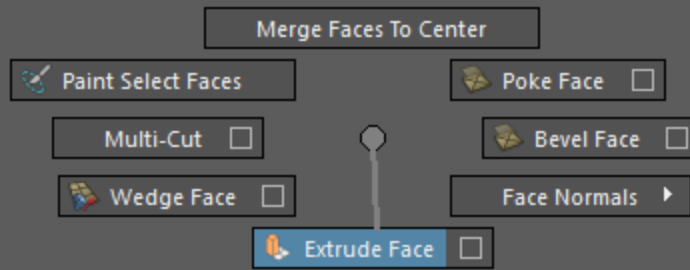 Merge Faces To Center
Paint Select Faces
Poke Face
Multi-Cut
Bevel Face
Wedge Face
Face Normals
Extrude Face